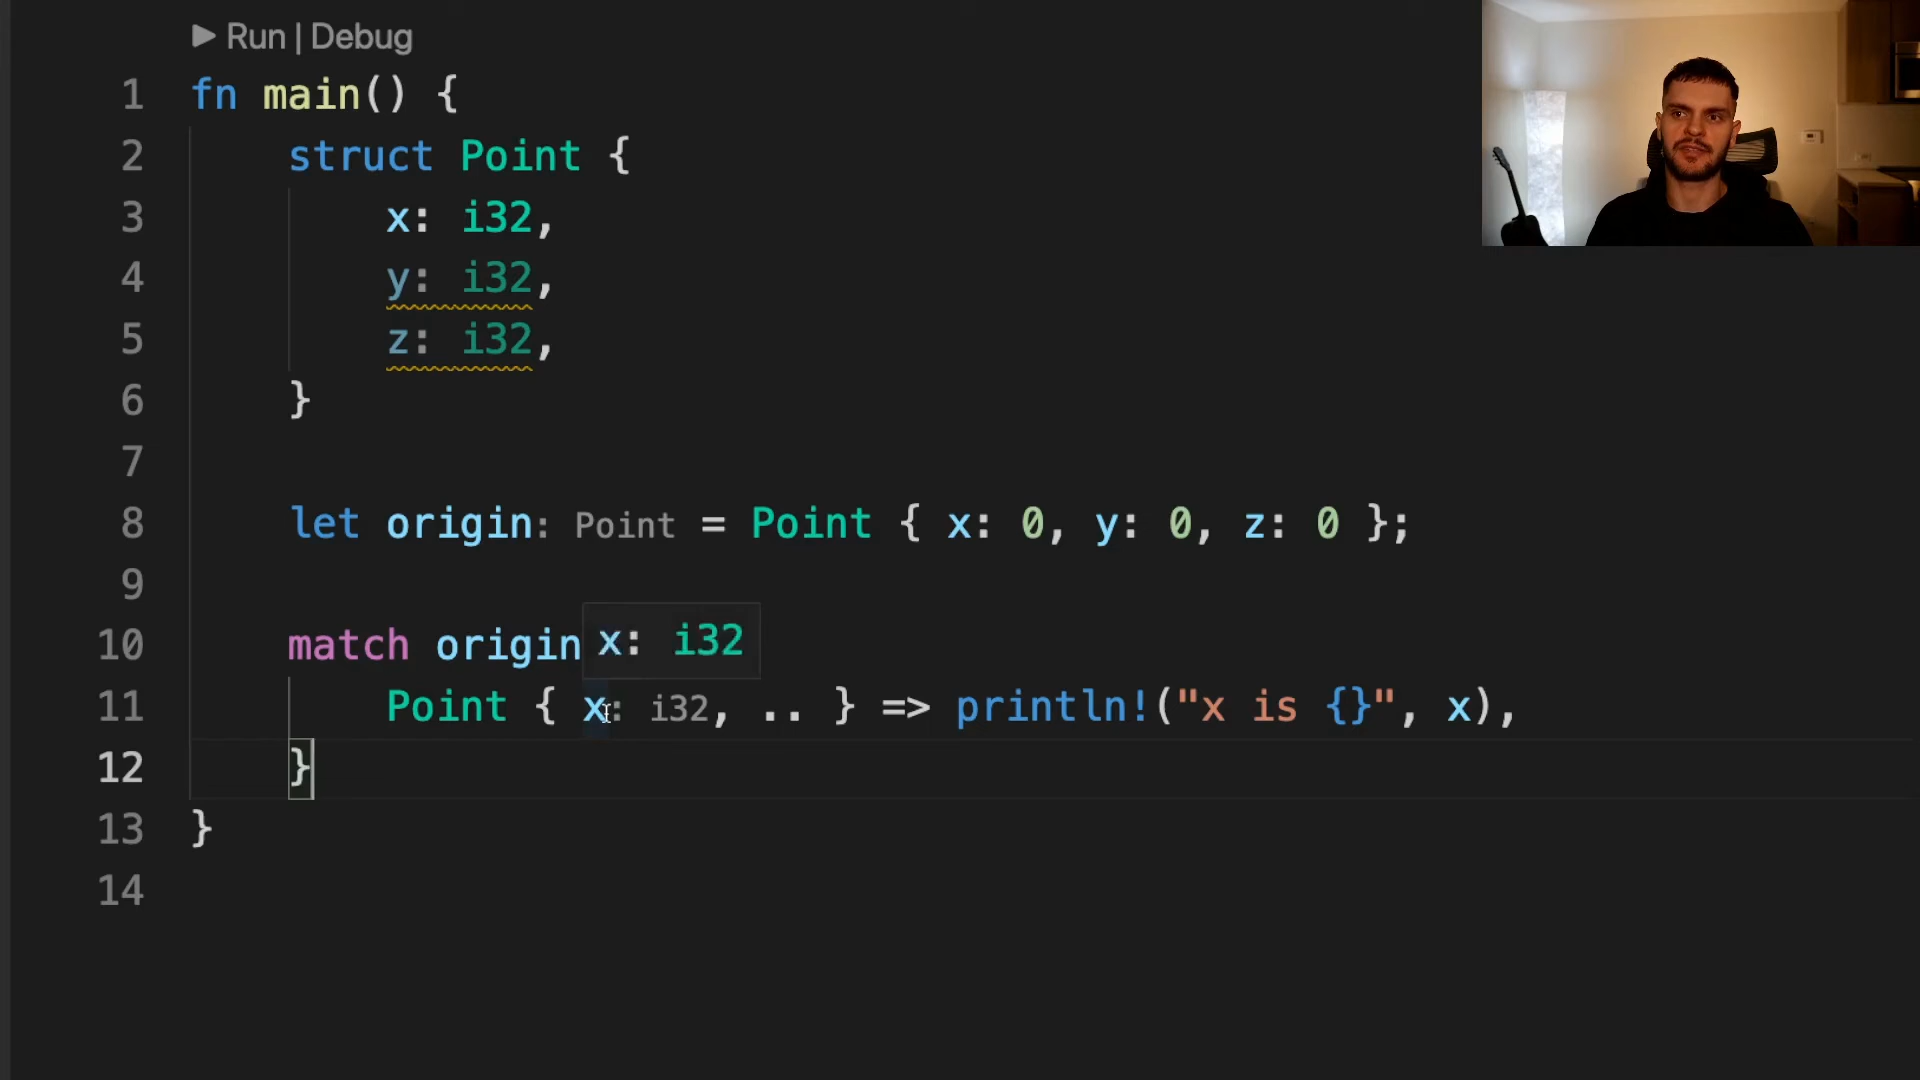 Run | Debug
1 fn main() {
2 struct Point {
3 x: i32,
4 y: i32,
5 z: i32,
6 }
7
8 let origin: Point = Point { x: 0, y: 0, z: 0 };
9
x: i32
10 match origin
11 Point { x: i32, .. } => println!("x is {}", x),
12 }
13 }
14